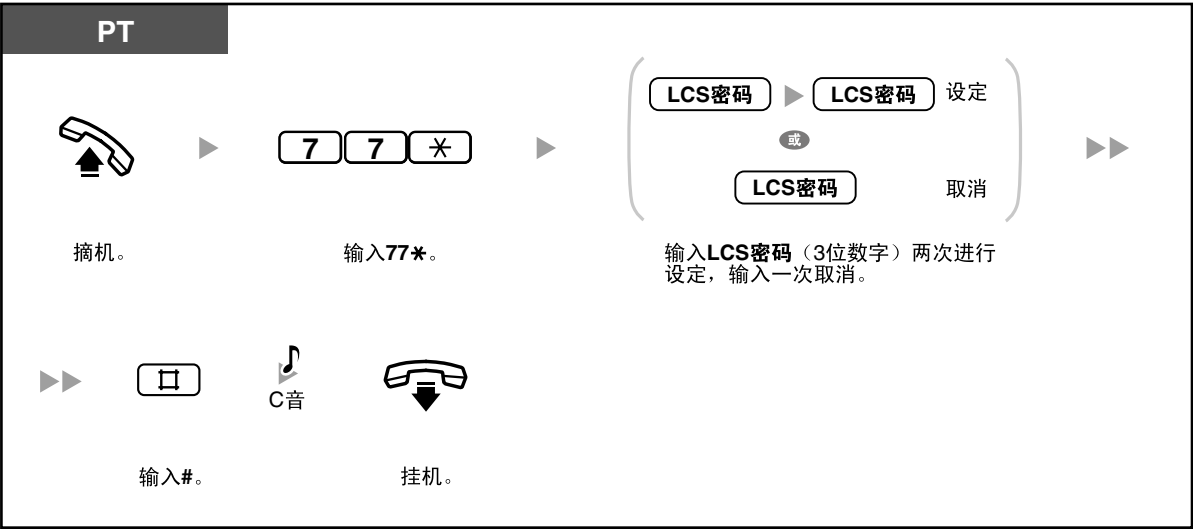 PT
LCS密码 LCS密码 设定
或
LCS密码 取消
7 7 *
摘机。
输入77*。
输入LCS密码（3位数字）两次进行
设定，输入一次取消。
#
C音
输入#。
挂机。